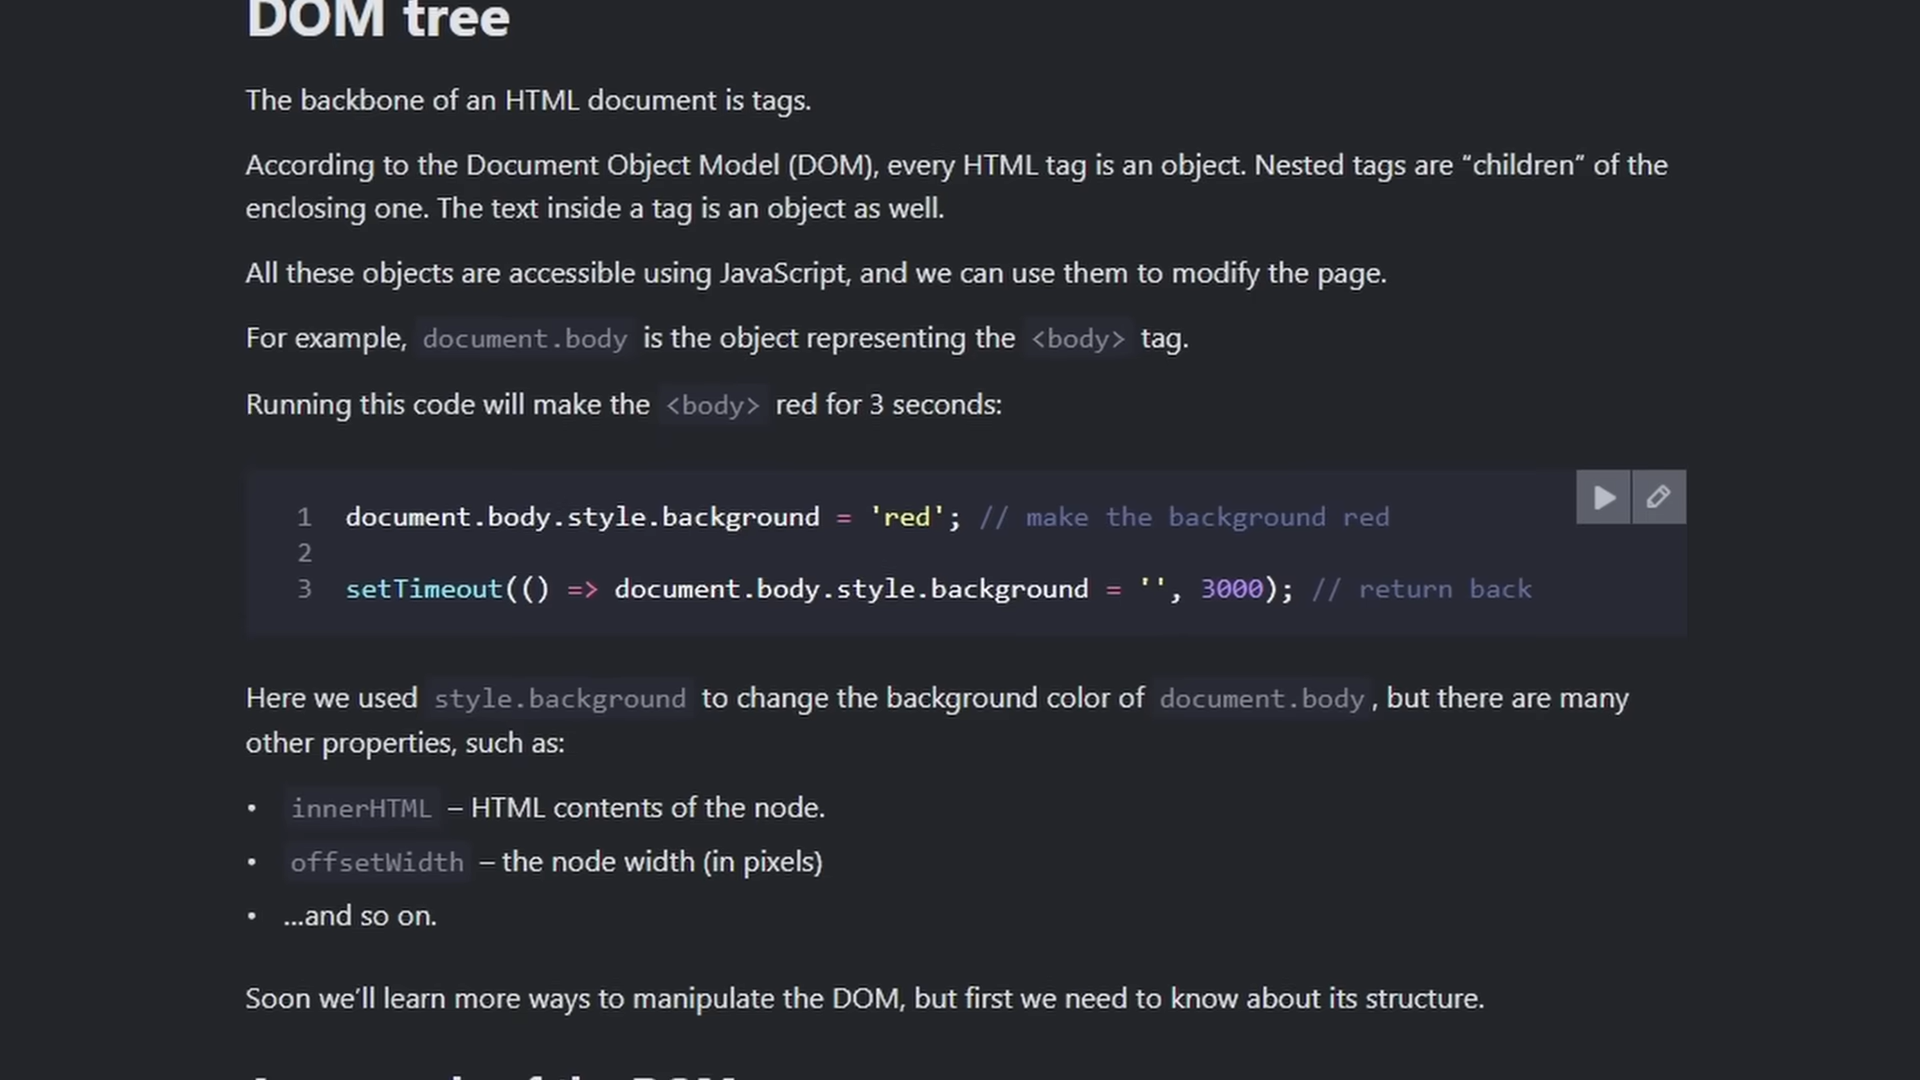 DOM tree
The backbone of an HTML document is tags.
According to the Document Object Model (DOM), every HTML tag is an object. Nested tags are “children” of the
enclosing one. The text inside a tag is an object as well.
All these objects are accessible using JavaScript, and we can use them to modify the page.
For example, document.body is the object representing the <body> tag.
Running this code will make the <body> red for 3 seconds:
1 document.body.style.background = 'red'; // make the background red
2
3 setTimeout(() => document.body.style.background = '', 3000); // return back
Here we used style.background to change the background color of document.body, but there are many
other properties, such as:
• innerHTML – HTML contents of the node.
• offsetWidth – the node width (in pixels)
• …and so on.
Soon we’ll learn more ways to manipulate the DOM, but first we need to know about its structure.